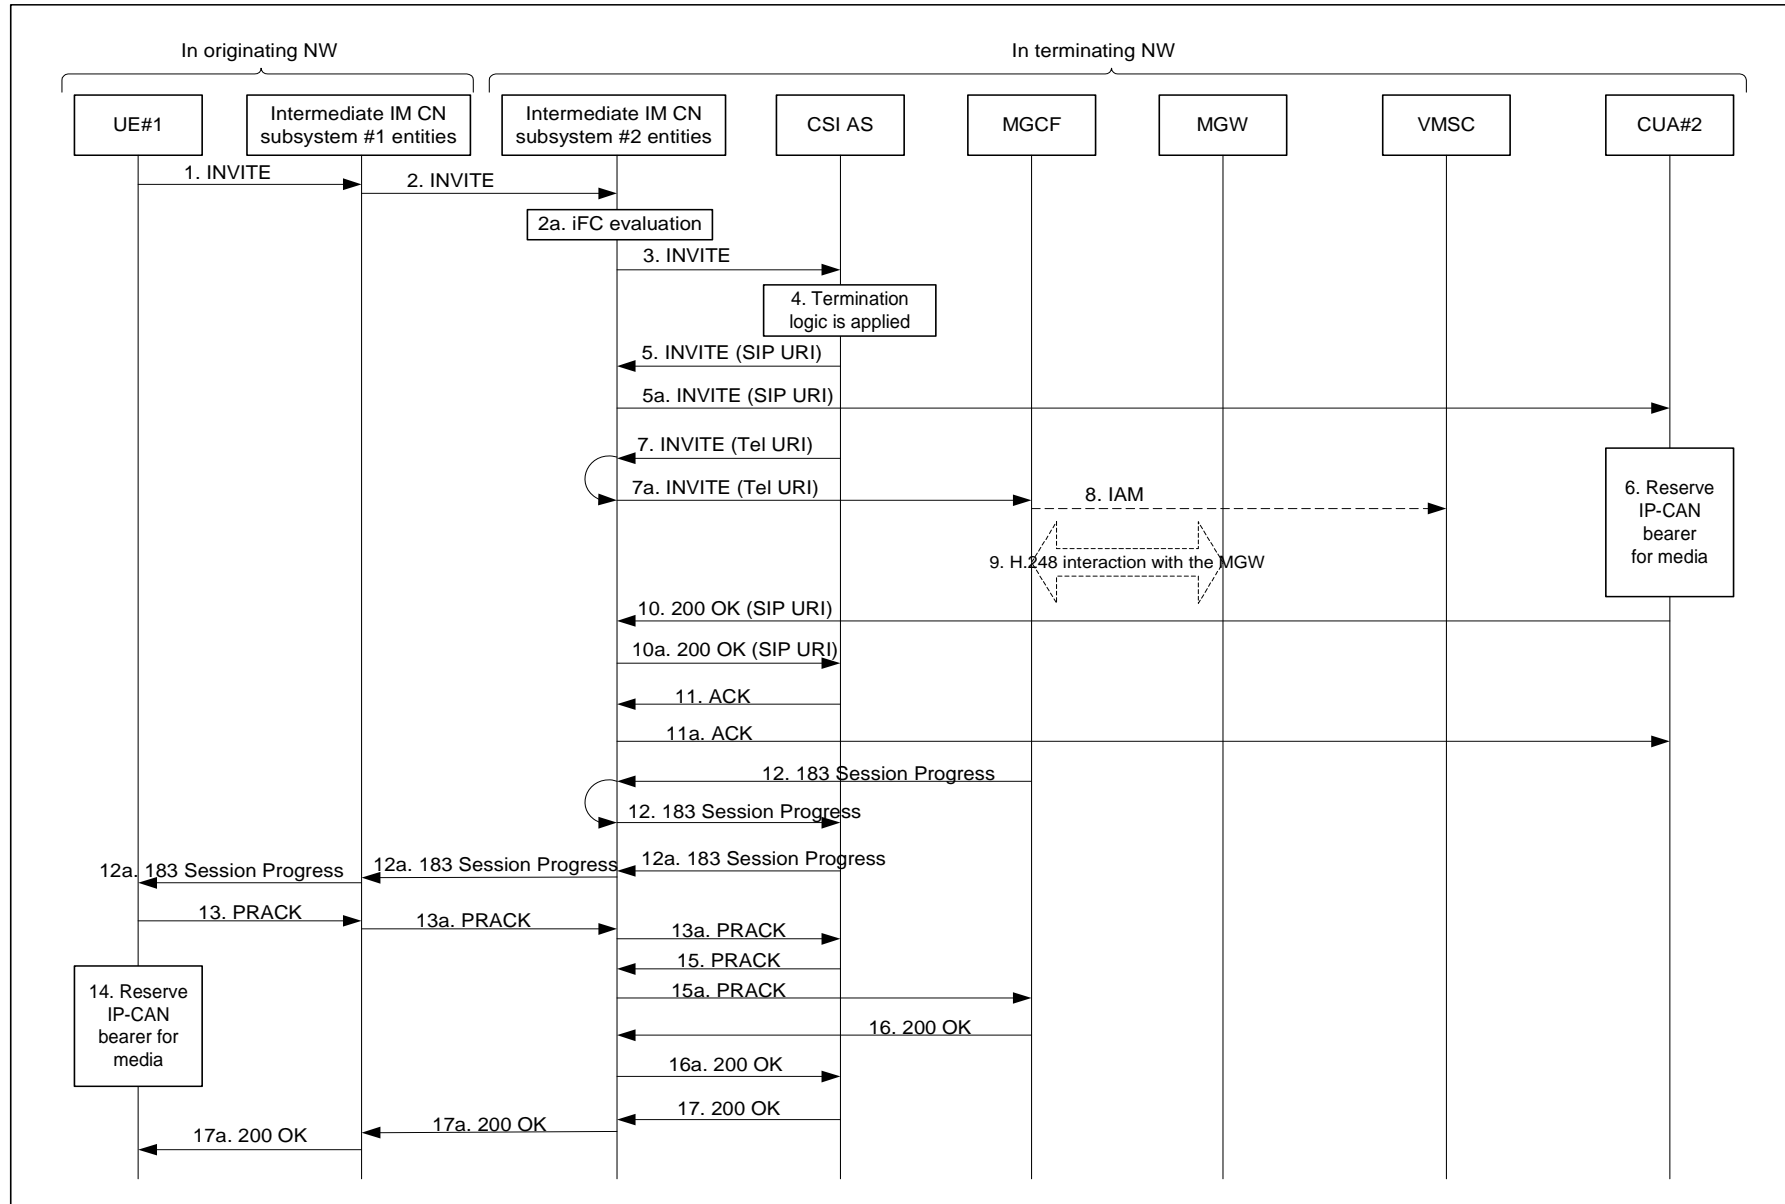 In originating NW
In terminating NW
UE#1
Intermediate IM CN
subsystem #1 entities
Intermediate IM CN
subsystem #2 entities
CSI AS
MGCF
MGW
VMSC
CUA#2
1. INVITE
2. INVITE
2a. iFC evaluation
3. INVITE
4. Termination
logic is applied
5. INVITE (SIP URI)
5a. INVITE (SIP URI)
7. INVITE (Tel URI)
7a. INVITE (Tel URI)
8. IAM
6. Reserve
IP-CAN
bearer
for media
9. H.248 interaction with the MGW
10. 200 OK (SIP URI)
10a. 200 OK (SIP URI)
11. ACK
11a. ACK
12. 183 Session Progress
12. 183 Session Progress
12a. 183 Session Progress
12a. 183 Session Progress
12a. 183 Session Progress
13. PRACK
13a. PRACK
13a. PRACK
15. PRACK
14. Reserve
IP-CAN
bearer for
media
15a. PRACK
16. 200 OK
16a. 200 OK
17. 200 OK
17a. 200 OK
17a. 200 OK